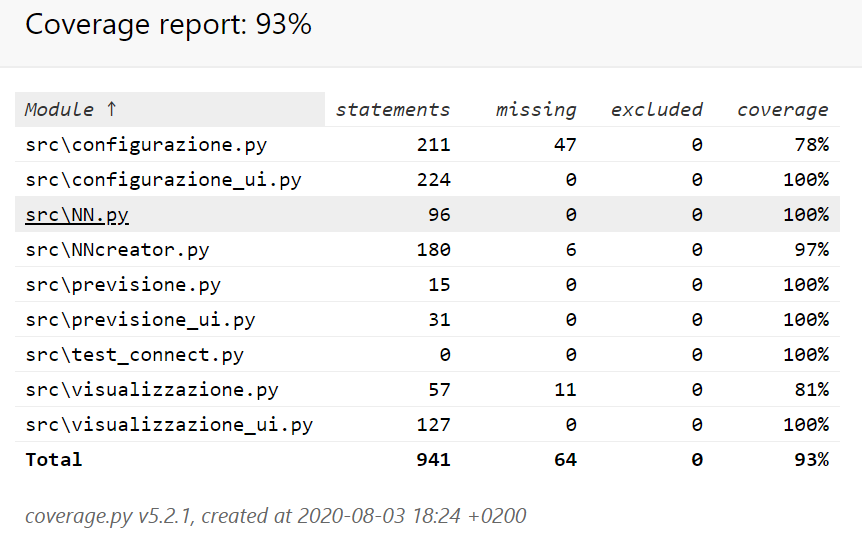 Coverage report: 93%
Module ↑ statements missing excluded coverage
src\configurazione.py 211 47 0 78%
src\configurazione_ui.py 224 0 0 100%
src\NN.py 96 0 0 100%
src\NNcreator.py 180 6 0 97%
src\previsione.py 15 0 0 100%
src\previsione_ui.py 31 0 0 100%
src\test_connect.py 0 0 0 100%
src\visualizzazione.py 57 11 0 81%
src\visualizzazione_ui.py 127 0 0 100%
Total 941 64 0 93%
coverage.py v5.2.1, created at 2020-08-03 18:24 +0200